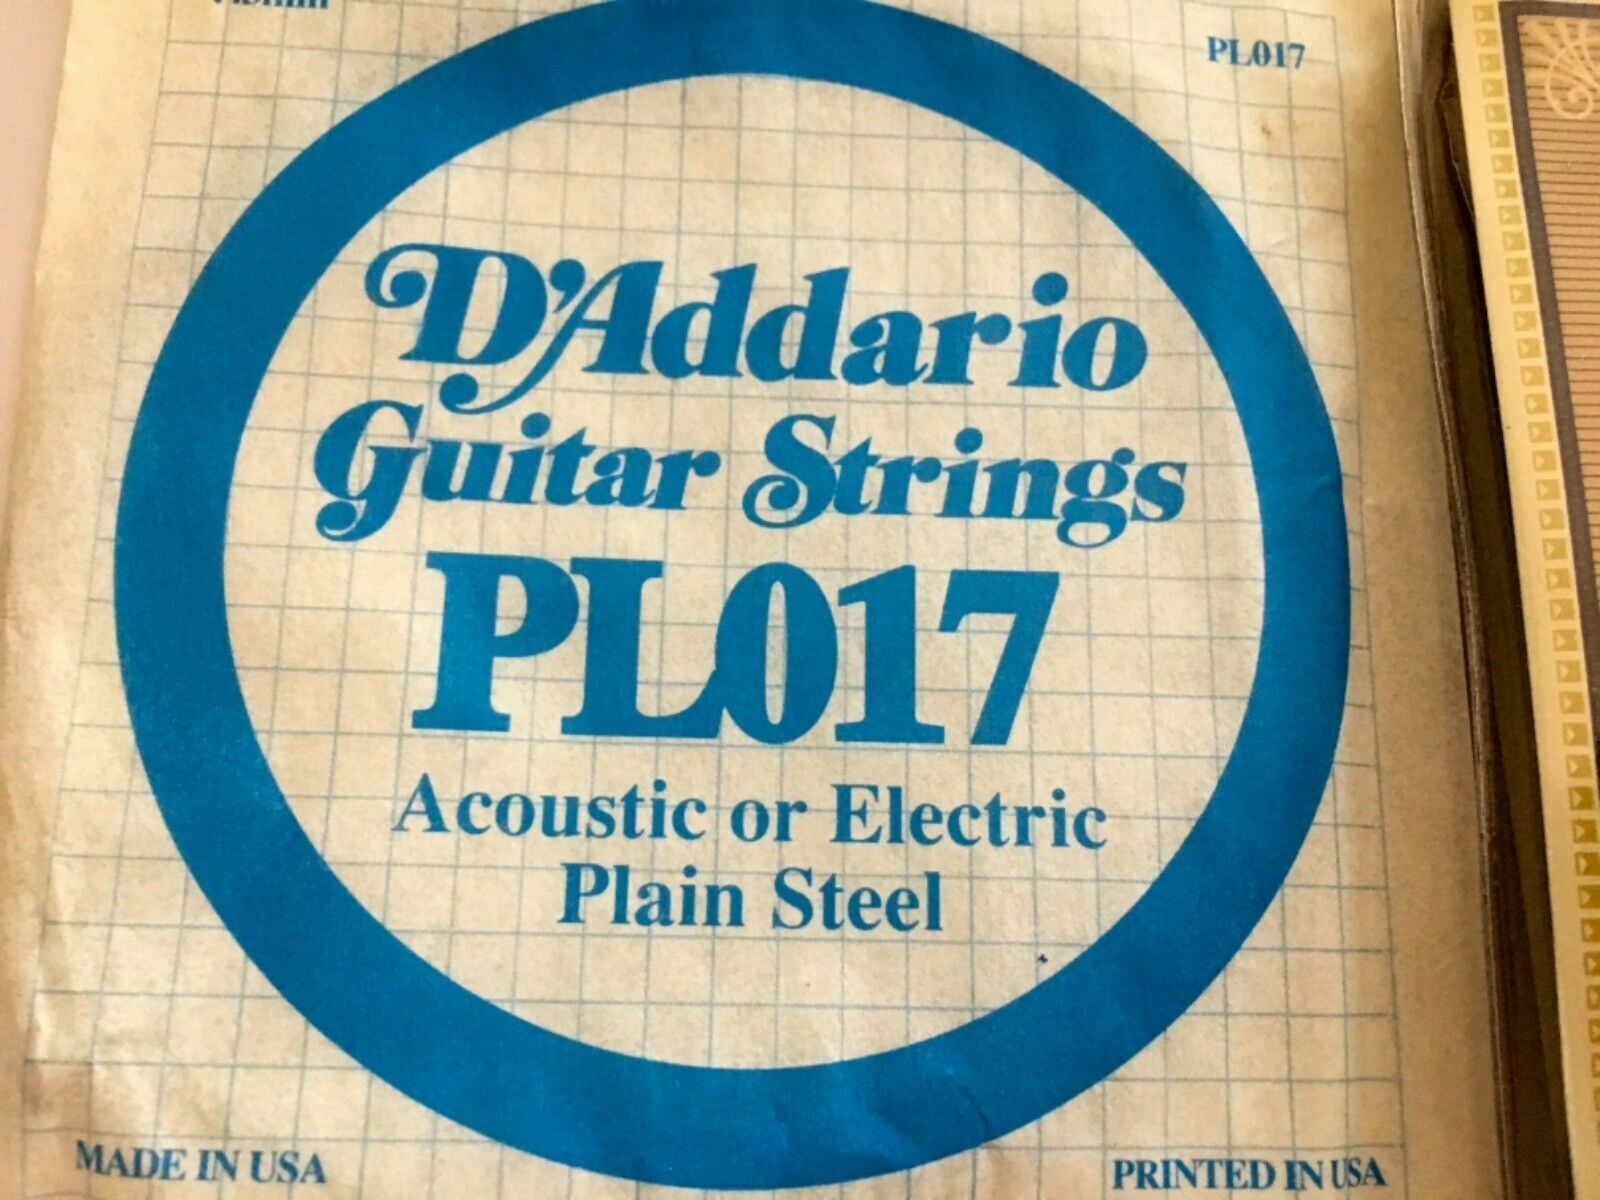 PL017
D'Addario
Guitar Strings
PL017
Acoustic or Electric
Plain Steel
MADE IN USA
PRINTED IN USA